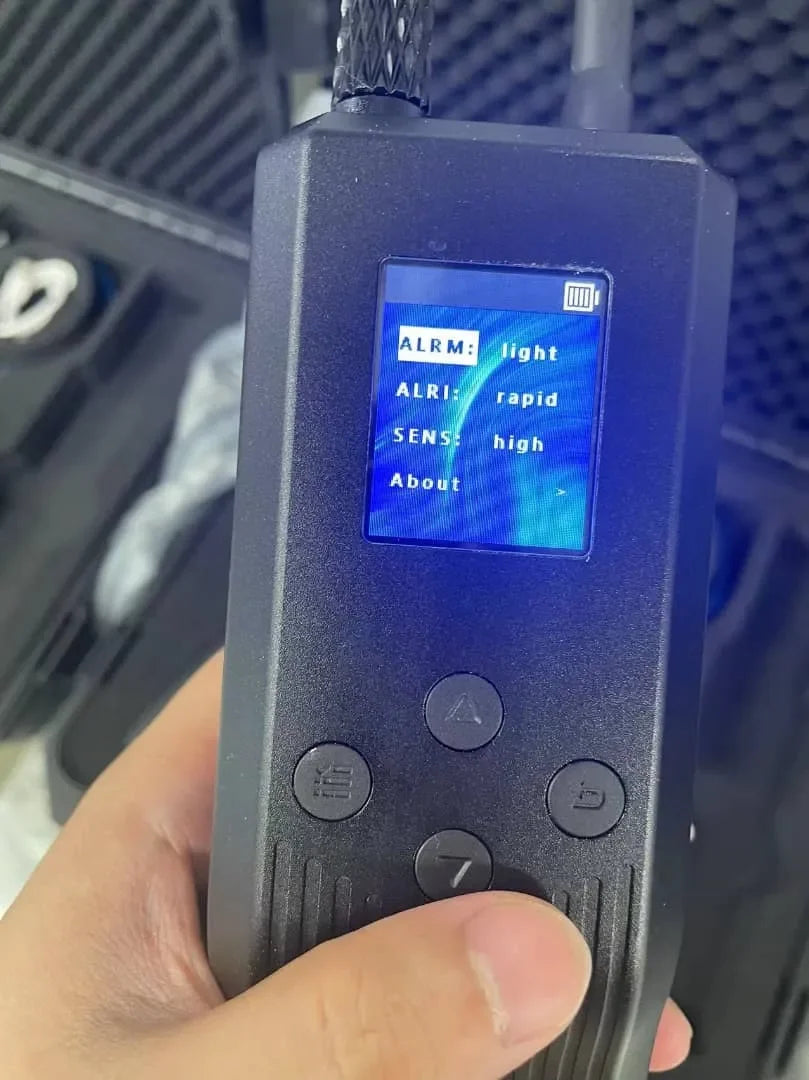 ALRM: light
ALRI: rapid
SENS: high
About >